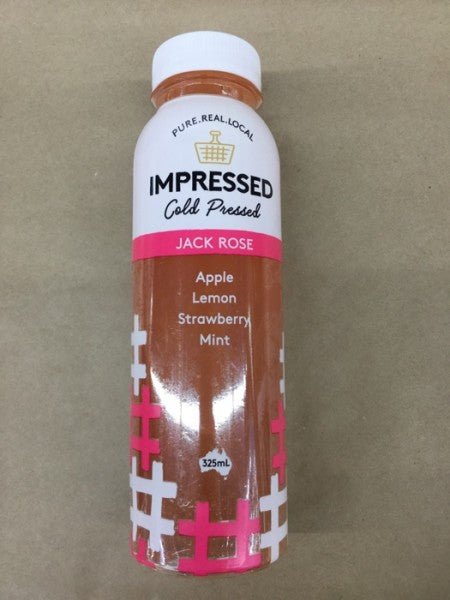 PURE.REAL.LOCAL
IMPRESSED
Cold Pressed
JACK ROSE
Apple
Lemon
Strawberry
Mint
325mL